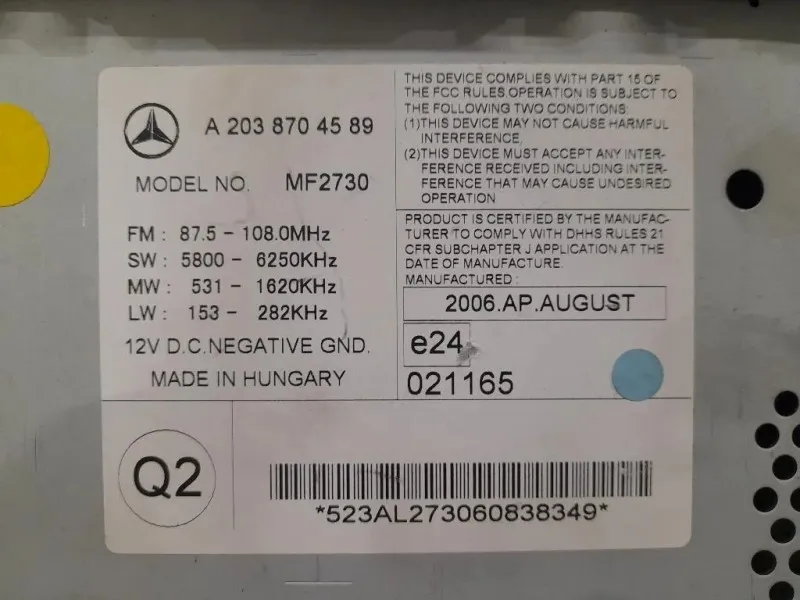 A 203 870 45 89
MODEL NO. MF2730
FM : 87.5 - 108.0MHz
SW : 5800 - 6250KHz
MW : 531 - 1620KHz
LW : 153 - 282KHz
12V D.C.NEGATIVE GND.
MADE IN HUNGARY
THIS DEVICE COMPLIES WITH PART 15 OF
THE FCC RULES.OPERATION IS SUBJECT TO
THE FOLLOWING TWO CONDITIONS:
(1)THIS DEVICE MAY NOT CAUSE HARMFUL
INTERFERENCE,
(2)THIS DEVICE MUST ACCEPT ANY INTER-
FERENCE RECEIVED INCLUDING INTER-
FERENCE THAT MAY CAUSE UNDESIRED
OPERATION
PRODUCT IS CERTIFIED BY THE MANUFAC-
TURER TO COMPLY WITH DHHS RULES 21
CFR SUBCHAPTER J APPLICATION AT THE
DATE OF MANUFACTURE.
MANUFACTURED :
2006.AP.AUGUST
e24
021165
Q2
*523AL273060838349*